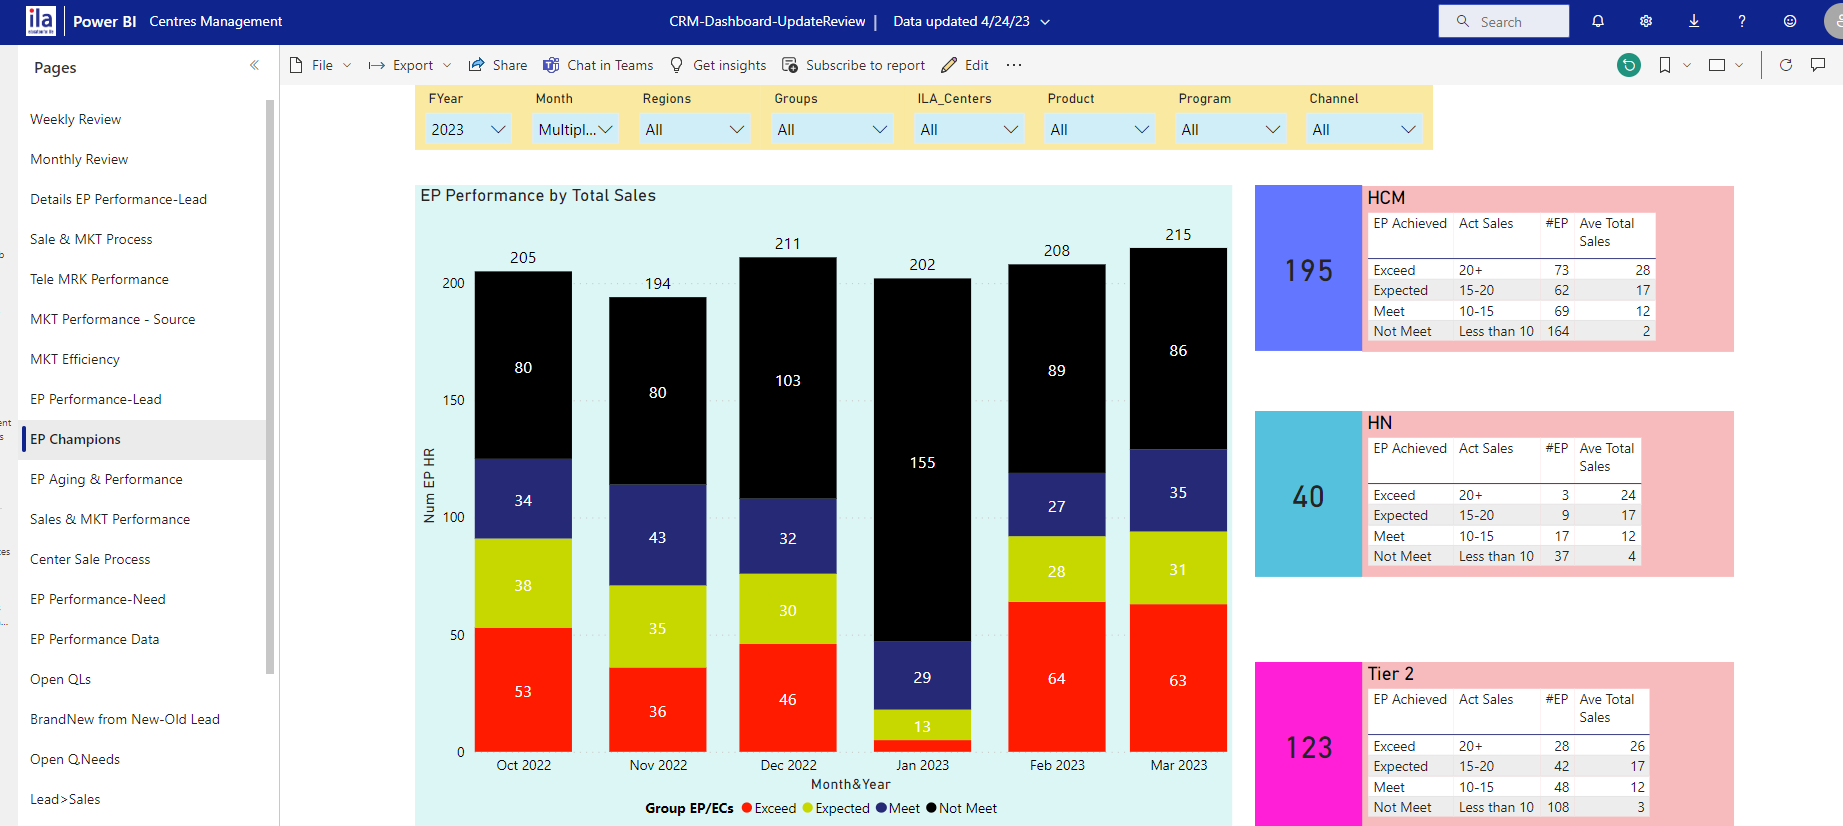 ila
Power BI Centres Management
CRM-Dashboard-UpdateReview | Data updated 4/24/23
Search
Pages
File Export Share Chat in Teams Get insights Subscribe to report Edit ...
Weekly Review
Monthly Review
Details EP Performance-Lead
Sale & MKT Process
Tele MRK Performance
MKT Performance - Source
MKT Efficiency
EP Performance-Lead
EP Champions
EP Aging & Performance
Sales & MKT Performance
Center Sale Process
EP Performance-Need
EP Performance Data
Open QLs
BrandNew from New-Old Lead
Open Q.Needs
Lead>Sales
FYear Month Regions Groups ILA_Centers Product Program Channel
2023 Multipl... All All All All All All
EP Performance by Total Sales
Num EP HR
200
150
100
50
0
205 194 211 202 208 215
80 80 103 155 89 86
34 43 32 29 27 35
38 35 30 13 28 31
53 36 46 64 63
Oct 2022 Nov 2022 Dec 2022 Jan 2023 Feb 2023 Mar 2023
Month&Year
Group EP/ECs Exceed Expected Meet Not Meet
195
HCM
EP Achieved Act Sales #EP Ave Total
Sales
Exceed 20+ 73 28
Expected 15-20 62 17
Meet 10-15 69 12
Not Meet Less than 10 164 2
40
HN
EP Achieved Act Sales #EP Ave Total
Sales
Exceed 20+ 3 24
Expected 15-20 9 17
Meet 10-15 17 12
Not Meet Less than 10 37 4
123
Tier 2
EP Achieved Act Sales #EP Ave Total
Sales
Exceed 20+ 28 26
Expected 15-20 42 17
Meet 10-15 48 12
Not Meet Less than 10 108 3